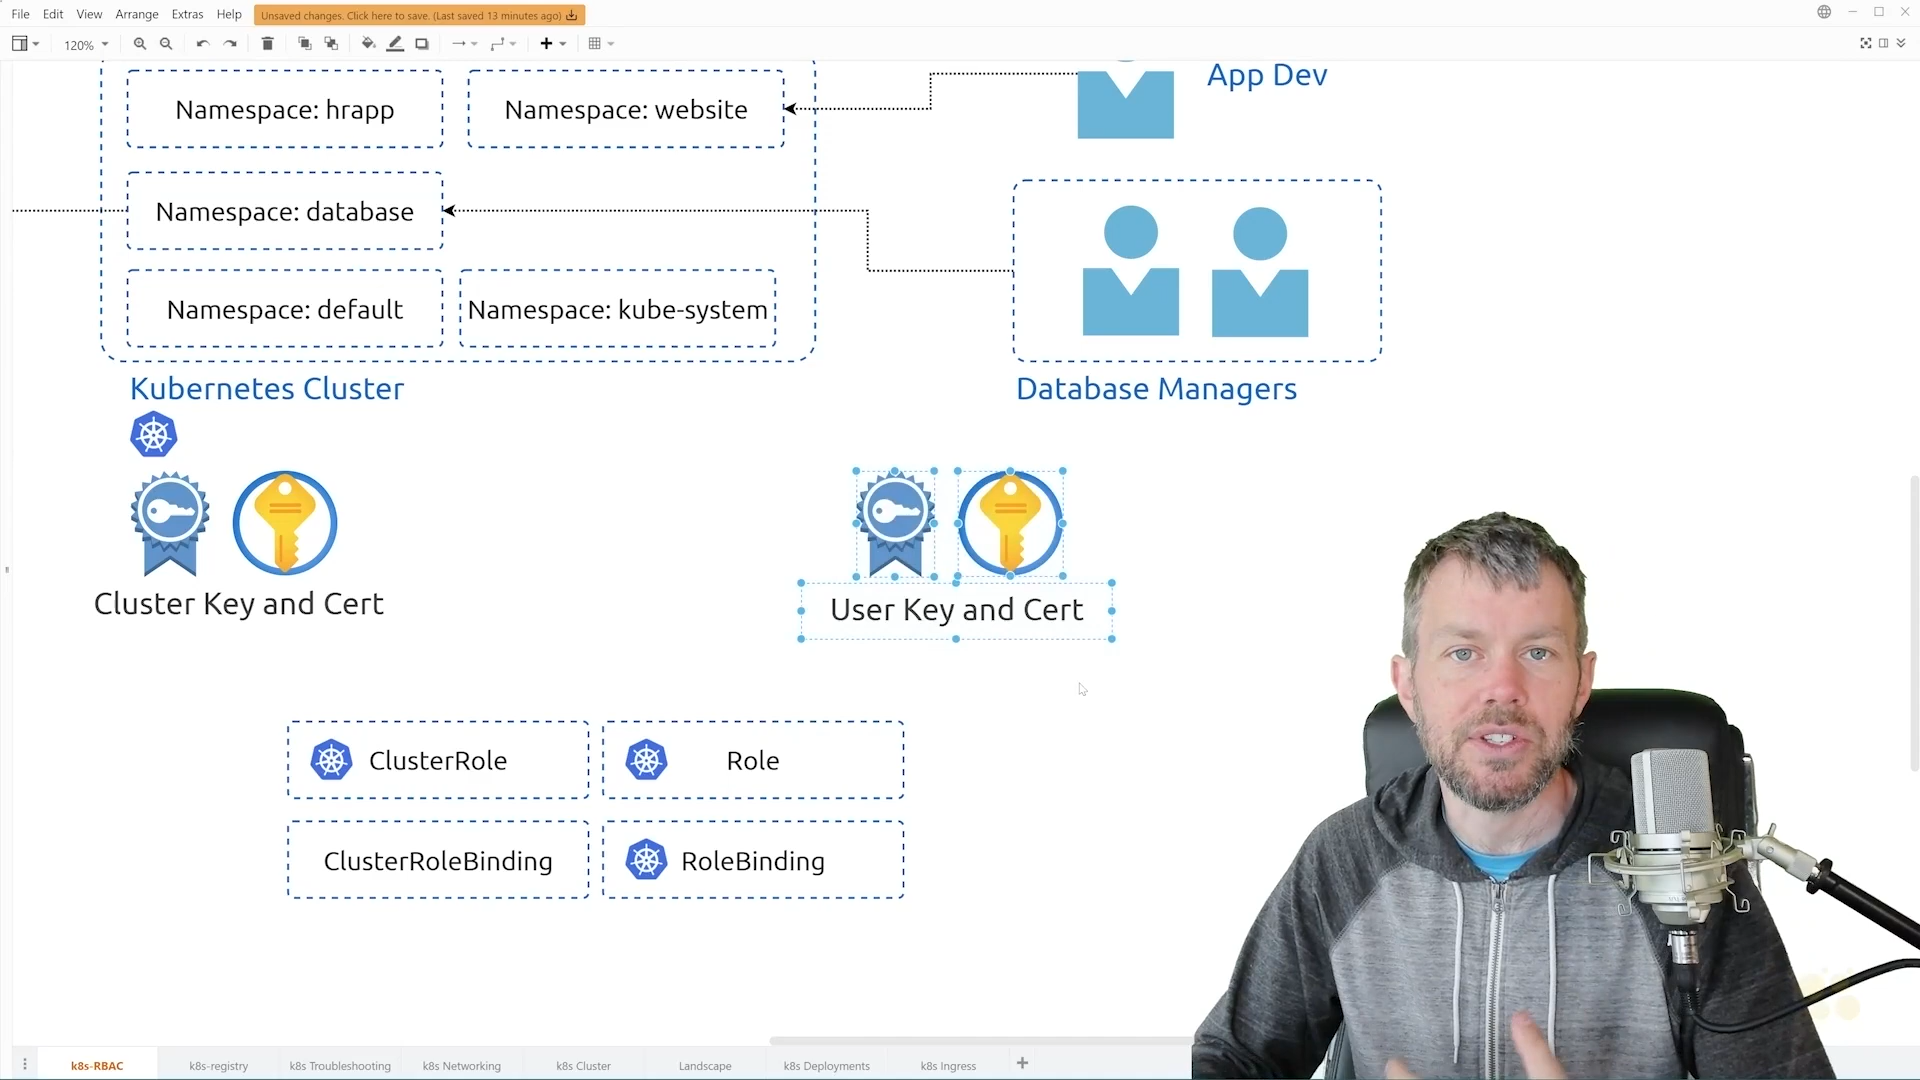 File Edit View Arrange Extras Help Unsaved changes. Click here to save. (Last saved 13 minutes ago)
120%
App Dev
Namespace: hrapp
Namespace: website
Namespace: database
Namespace: default
Namespace: kube-system
Kubernetes Cluster
Database Managers
Cluster Key and Cert
User Key and Cert
ClusterRole
Role
ClusterRoleBinding
RoleBinding
k8s-RBAC k8s-registry k8s Troubleshooting k8s Networking k8s Cluster Landscape k8s Deployments k8s Ingress